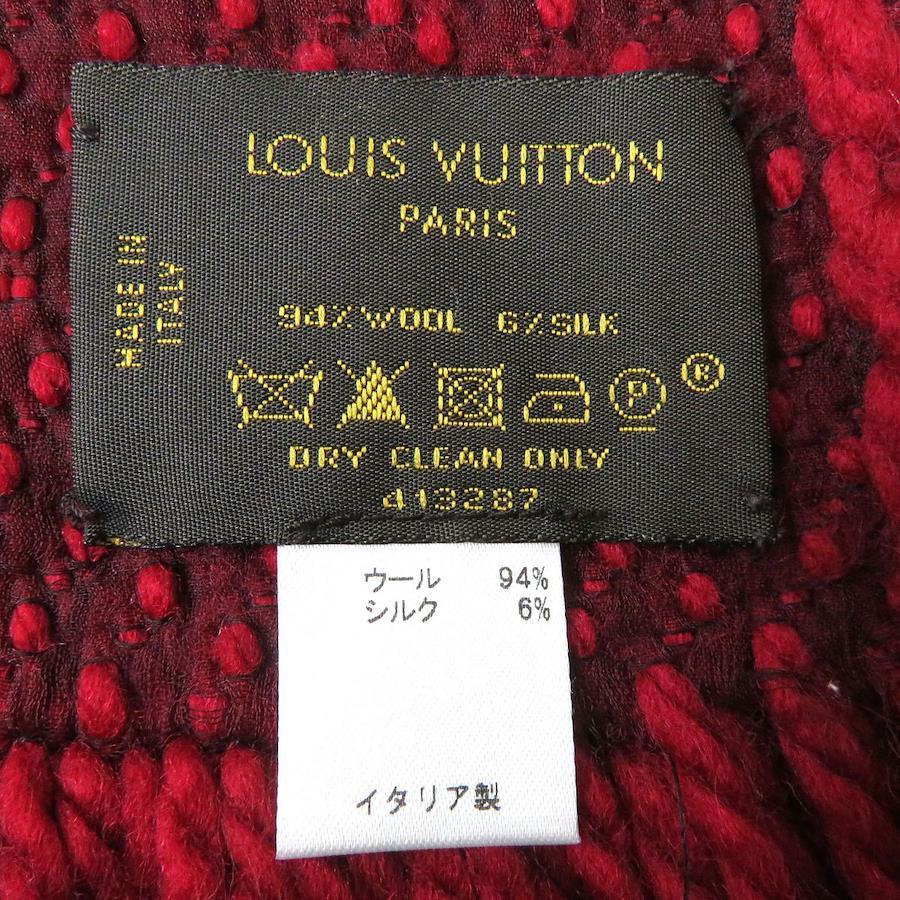 LOUIS VUITTON
PARIS
MADE IN
ITALY
94% WOOL 6% SILK
P
®
DRY CLEAN ONLY
413287
ウール 94%
シルク 6%
イタリア製